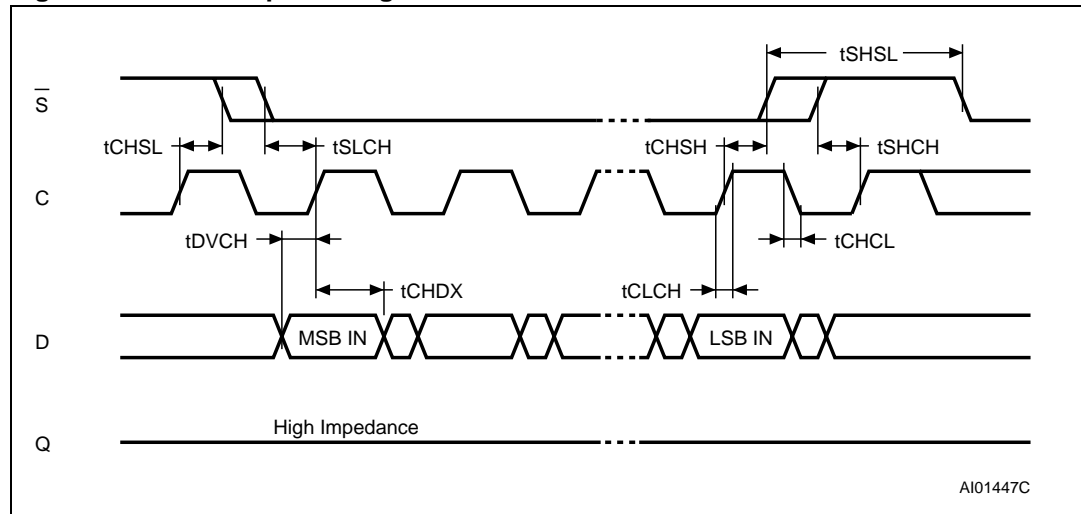 tSHSL
S
tCHSL
tSLCH
tCHSH
tSHCH
C
tDVCH
tCHCL
tCHDX
tCLCH
D
MSB IN
LSB IN
High Impedance
Q
AI01447C